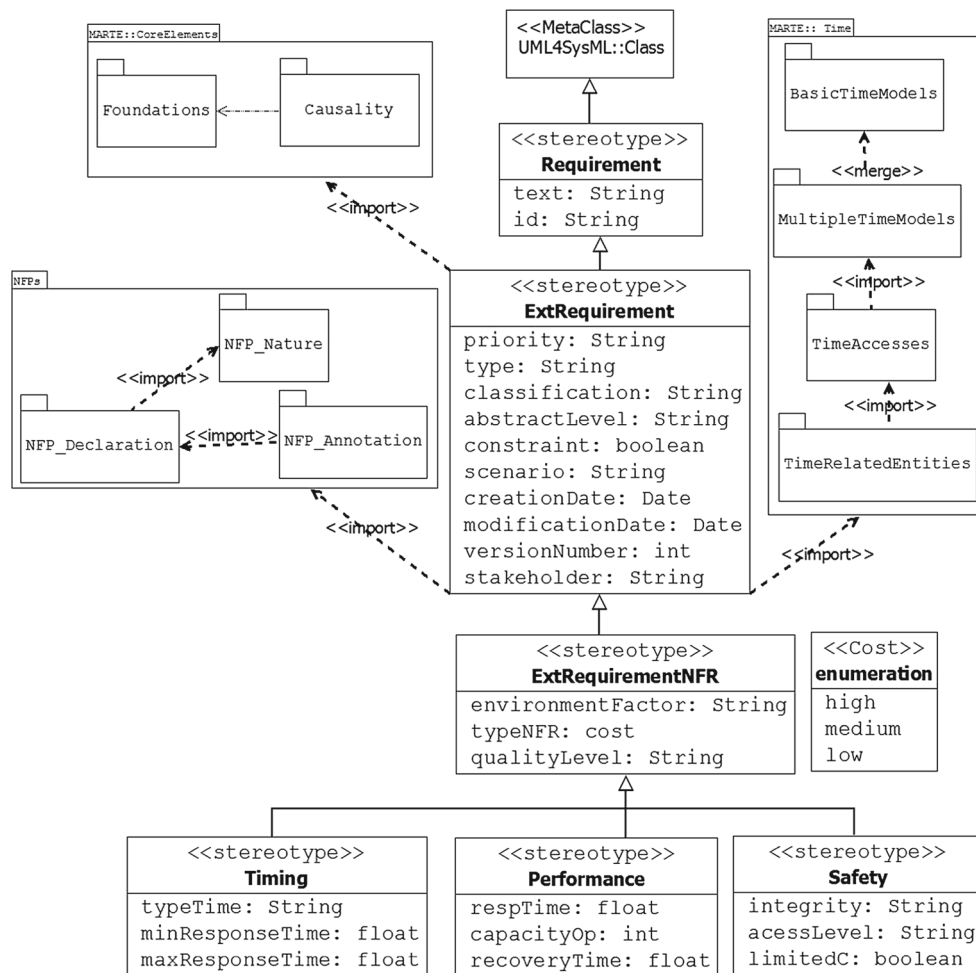 MARTE::CoreElements
Foundations
Causality
<<import>>
<<MetaClass>>
UML4SysML::Class
<<stereotype>>
Requirement
text: String
id: String
MARTE:: Time
BasicTimeModels
<<merge>>
MultipleTimeModels
<<import>>
TimeAccesses
<<import>>
TimeRelatedEntities
<<import>>
NFPs
NFP_Nature
<<import>>
NFP_Declaration
<<import>>
NFP_Annotation
<<import>>
<<stereotype>>
ExtRequirement
priority: String
type: String
classification: String
abstractLevel: String
constraint: boolean
scenario: String
creationDate: Date
modificationDate: Date
versionNumber: int
stakeholder: String
<<stereotype>>
ExtRequirementNFR
environmentFactor: String
typeNFR: cost
qualityLevel: String
<<Cost>>
enumeration
high
medium
low
<<stereotype>>
Timing
typeTime: String
minResponseTime: float
maxResponseTime: float
<<stereotype>>
Performance
respTime: float
capacityOp: int
recoveryTime: float
<<stereotype>>
Safety
integrity: String
acessLevel: String
limitedC: boolean